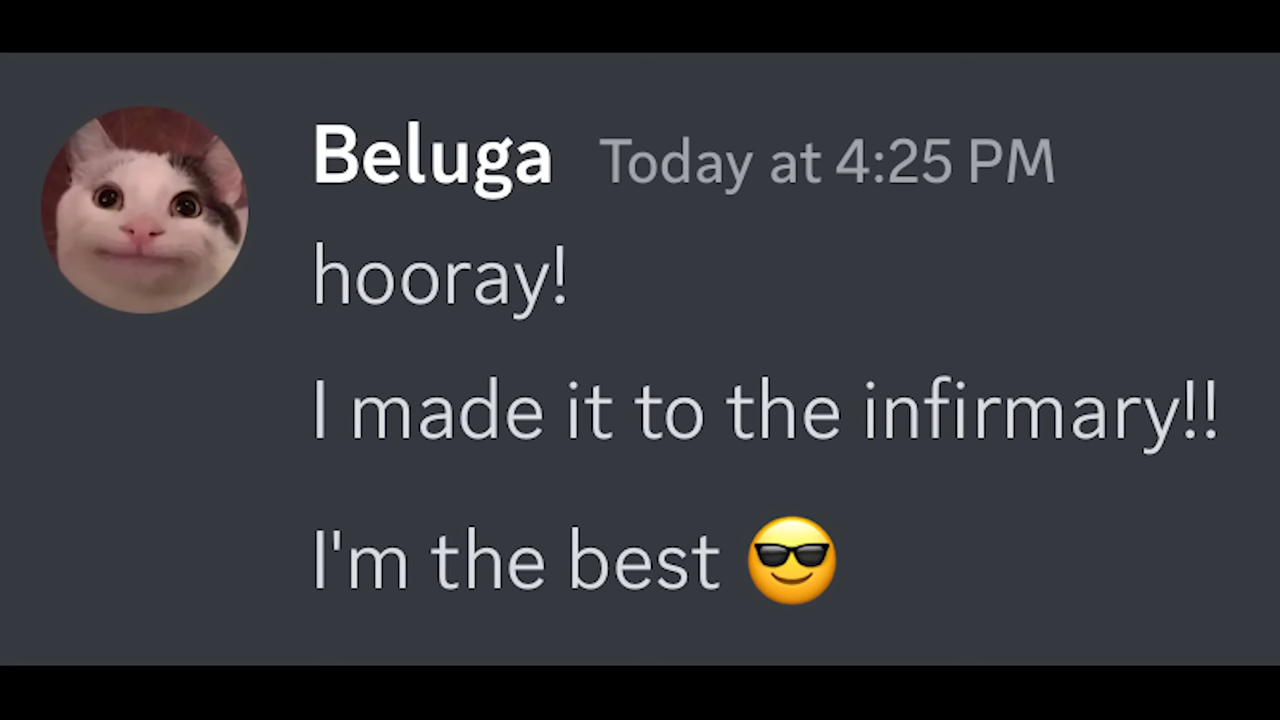 Beluga Today at 4:25 PM
hooray!
I made it to the infirmary!!
I'm the best 😎